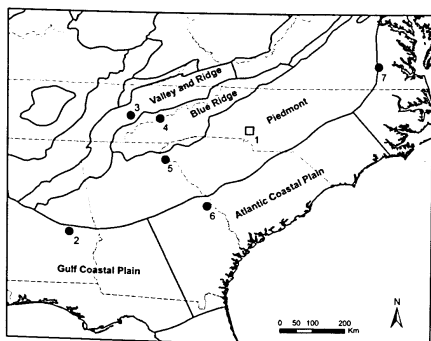 Valley and Ridge
3
Blue Ridge
4
7
Piedmont
1
5
6
Atlantic Coastal Plain
2
Gulf Coastal Plain
N
0 50 100 200
Km